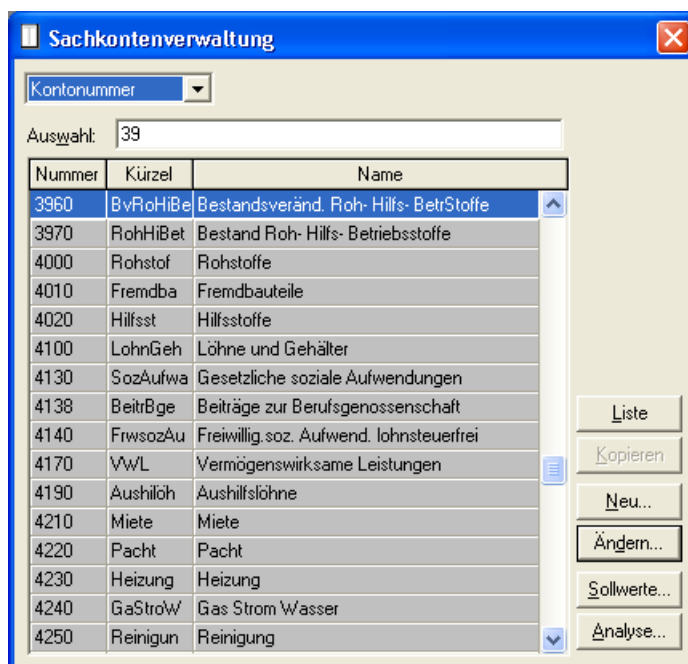 Sachkontenverwaltung
Kontonummer
Auswahl: 39
Nummer Kürzel Name
3960 BvRoHiBe Bestandsveränd. Roh- Hilfs- BetrStoffe
3970 RohHiBet Bestand Roh- Hilfs- Betriebsstoffe
4000 Rohstof Rohstoffe
4010 Fremdba Fremdbauteile
4020 Hilfsst Hilfsstoffe
4100 LohnGeh Löhne und Gehälter
4130 SozAufwa Gesetzliche soziale Aufwendungen
4138 BeitrBge Beiträge zur Berufsgenossenschaft
4140 FrwsozAu Freiwillig.soz. Aufwend. lohnsteuerfrei
4170 VWL Vermögenswirksame Leistungen
4190 Aushilöh Aushilfslöhne
4210 Miete Miete
4220 Pacht Pacht
4230 Heizung Heizung
4240 GaStroW Gas Strom Wasser
4250 Reinigun Reinigung
Liste
Kopieren
Neu...
Ändern...
Sollwerte...
Analyse...